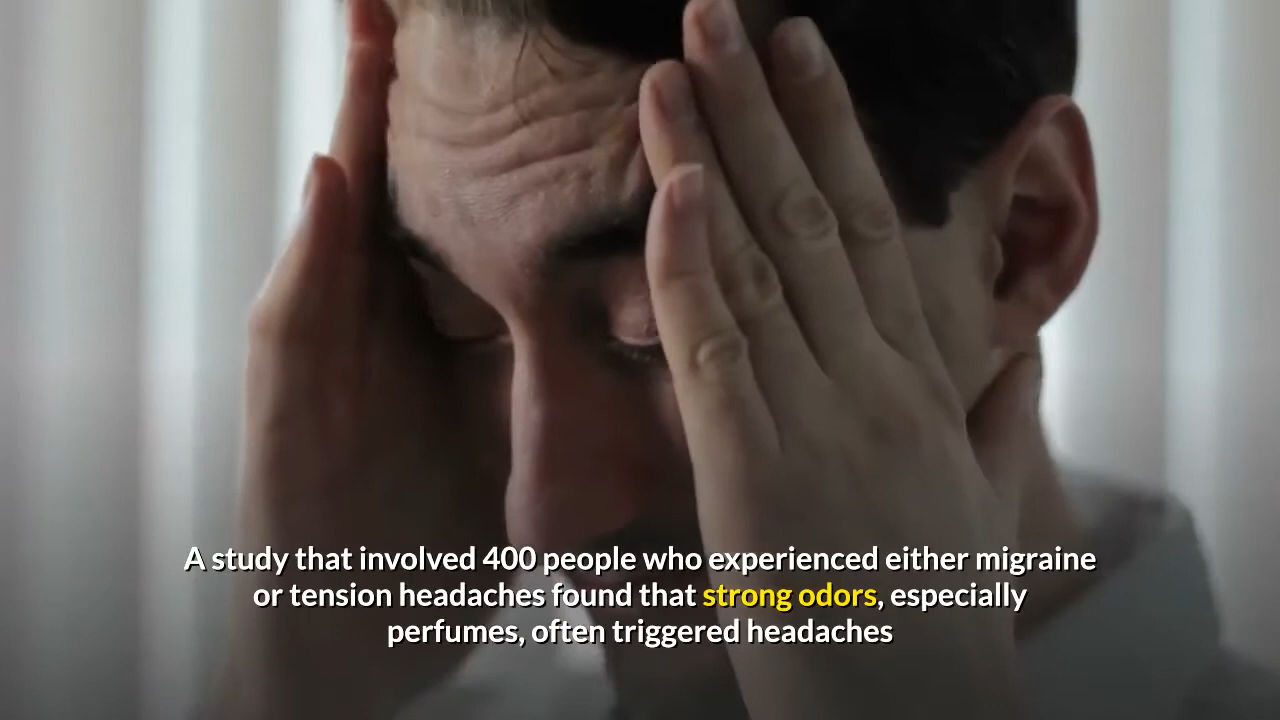 A study that involved 400 people who experienced either migraine
or tension headaches found that strong odors, especially
perfumes, often triggered headaches